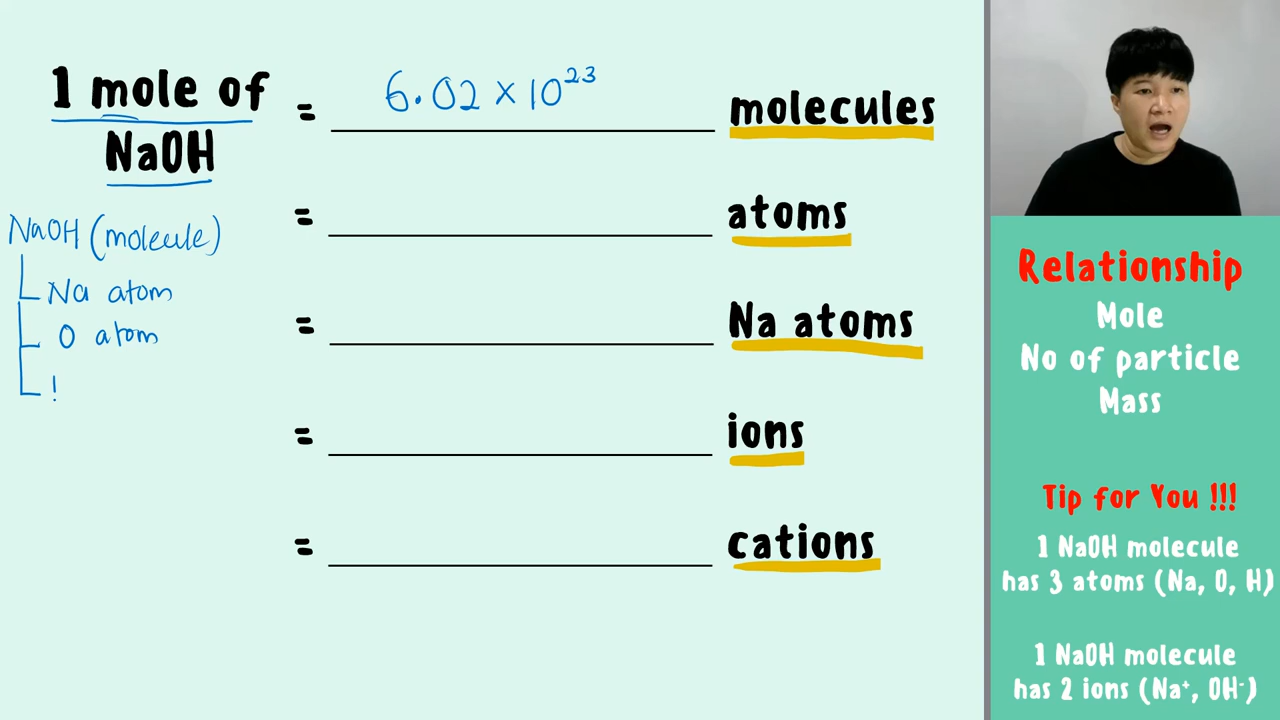 1 mole of
NaOH
= 6.02 × 10²³ molecules
NaOH (molecule)
Na atom
O atom
= atoms
= Na atoms
= ions
= cations
Relationship
Mole
No of particle
Mass
Tip for You !!!
1 NaOH molecule
has 3 atoms (Na, O, H)
1 NaOH molecule
has 2 ions (Na⁺, OH⁻)